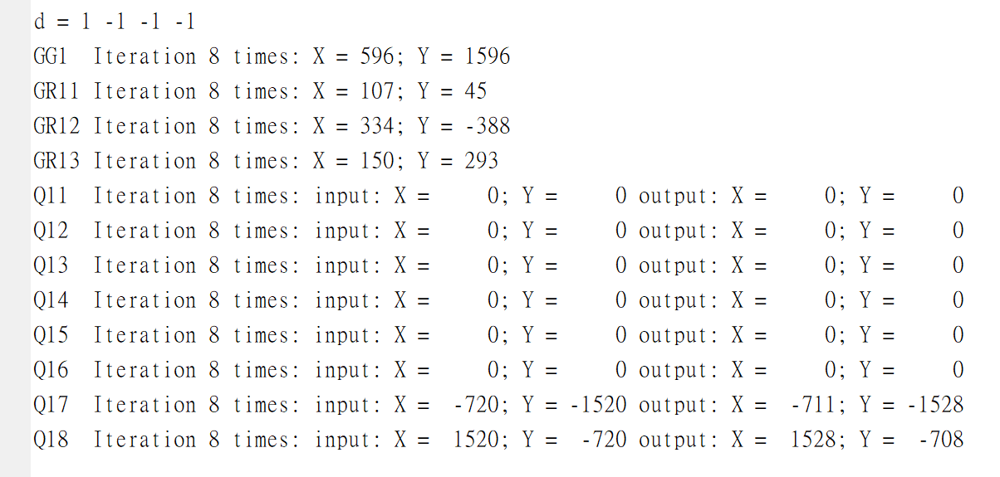 d = 1 -1 -1 -1
GG1  Iteration 8 times: X = 596; Y = 1596
GR11 Iteration 8 times: X = 107; Y = 45
GR12 Iteration 8 times: X = 334; Y = -388
GR13 Iteration 8 times: X = 150; Y = 293
Q11  Iteration 8 times: input: X =     0; Y =     0 output: X =     0; Y =     0
Q12  Iteration 8 times: input: X =     0; Y =     0 output: X =     0; Y =     0
Q13  Iteration 8 times: input: X =     0; Y =     0 output: X =     0; Y =     0
Q14  Iteration 8 times: input: X =     0; Y =     0 output: X =     0; Y =     0
Q15  Iteration 8 times: input: X =     0; Y =     0 output: X =     0; Y =     0
Q16  Iteration 8 times: input: X =     0; Y =     0 output: X =     0; Y =     0
Q17  Iteration 8 times: input: X =  -720; Y = -1520 output: X =  -711; Y = -1528
Q18  Iteration 8 times: input: X =  1520; Y =  -720 output: X =  1528; Y =  -708